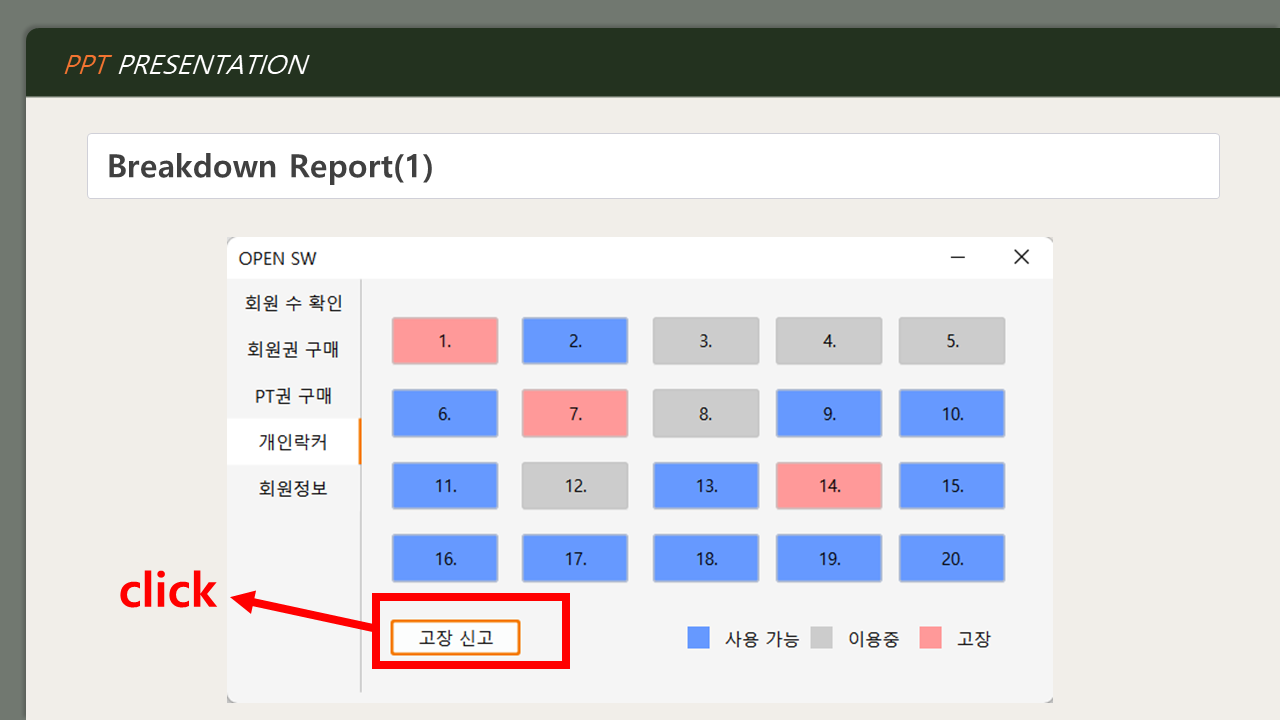 PPT PRESENTATION
Breakdown Report(1)
OPEN SW
회원 수 확인
회원권 구매
PT권 구매
개인락커
회원정보
1. 2. 3. 4. 5.
6. 7. 8. 9. 10.
11. 12. 13. 14. 15.
16. 17. 18. 19. 20.
click
고장 신고
사용 가능 이용중 고장